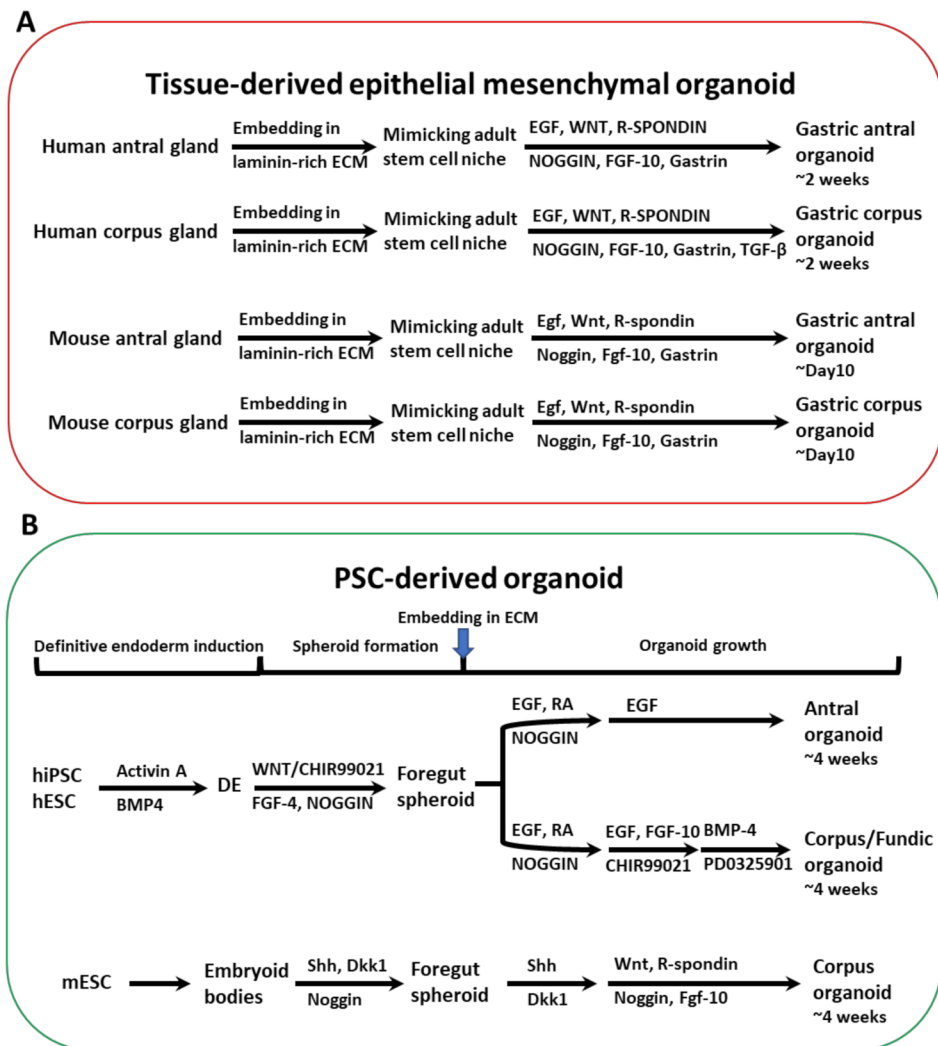 A
Tissue-derived epithelial mesenchymal organoid
Human antral gland
Embedding in
laminin-rich ECM
Mimicking adult
stem cell niche
EGF, WNT, R-SPONDIN
NOGGIN, FGF-10, Gastrin
Gastric antral
organoid
~2 weeks
Human corpus gland
Embedding in
laminin-rich ECM
Mimicking adult
stem cell niche
EGF, WNT, R-SPONDIN
NOGGIN, FGF-10, Gastrin, TGF-β
Gastric corpus
organoid
~2 weeks
Mouse antral gland
Embedding in
laminin-rich ECM
Mimicking adult
stem cell niche
Egf, Wnt, R-spondin
Noggin, Fgf-10, Gastrin
Gastric antral
organoid
~Day10
Mouse corpus gland
Embedding in
laminin-rich ECM
Mimicking adult
stem cell niche
Egf, Wnt, R-spondin
Noggin, Fgf-10, Gastrin
Gastric corpus
organoid
~Day10
B
PSC-derived organoid
Embedding in ECM
Definitive endoderm induction
Spheroid formation
Organoid growth
hiPSC
hESC
Activin A
BMP4
DE
WNT/CHIR99021
FGF-4, NOGGIN
Foregut
spheroid
EGF, RA
NOGGIN
EGF
Antral
organoid
~4 weeks
EGF, RA
NOGGIN
EGF, FGF-10
CHIR99021
BMP-4
PD0325901
Corpus/Fundic
organoid
~4 weeks
mESC
Embryoid
bodies
Shh, Dkk1
Noggin
Foregut
spheroid
Shh
Dkk1
Wnt, R-spondin
Noggin, Fgf-10
Corpus
organoid
~4 weeks